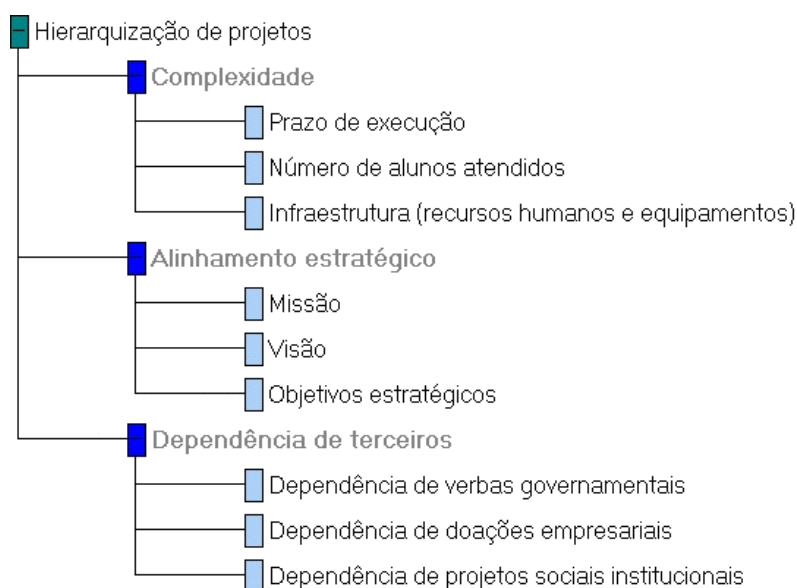 Hierarquização de projetos
Complexidade
Prazo de execução
Número de alunos atendidos
Infraestrutura (recursos humanos e equipamentos)
Alinhamento estratégico
Missão
Visão
Objetivos estratégicos
Dependência de terceiros
Dependência de verbas governamentais
Dependência de doações empresariais
Dependência de projetos sociais institucionais